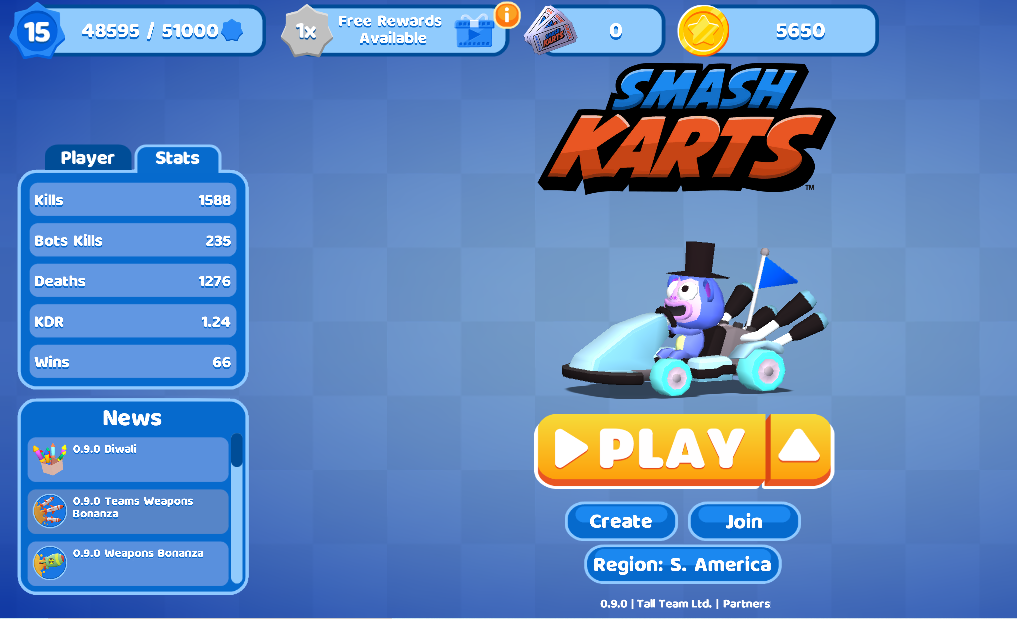 15
48595 / 51000
1x
Free Rewards
Available
i
KARTS
0
5650
SMASH
KARTS
TM
Player
Stats
Kills 1588
Bots Kills 235
Deaths 1276
KDR 1.24
Wins 66
News
0.9.0 Diwali
0.9.0 Teams Weapons
Bonanza
0.9.0 Weapons Bonanza
PLAY
Create
Join
Region: S. America
0.9.0 | Tall Team Ltd. | Partners